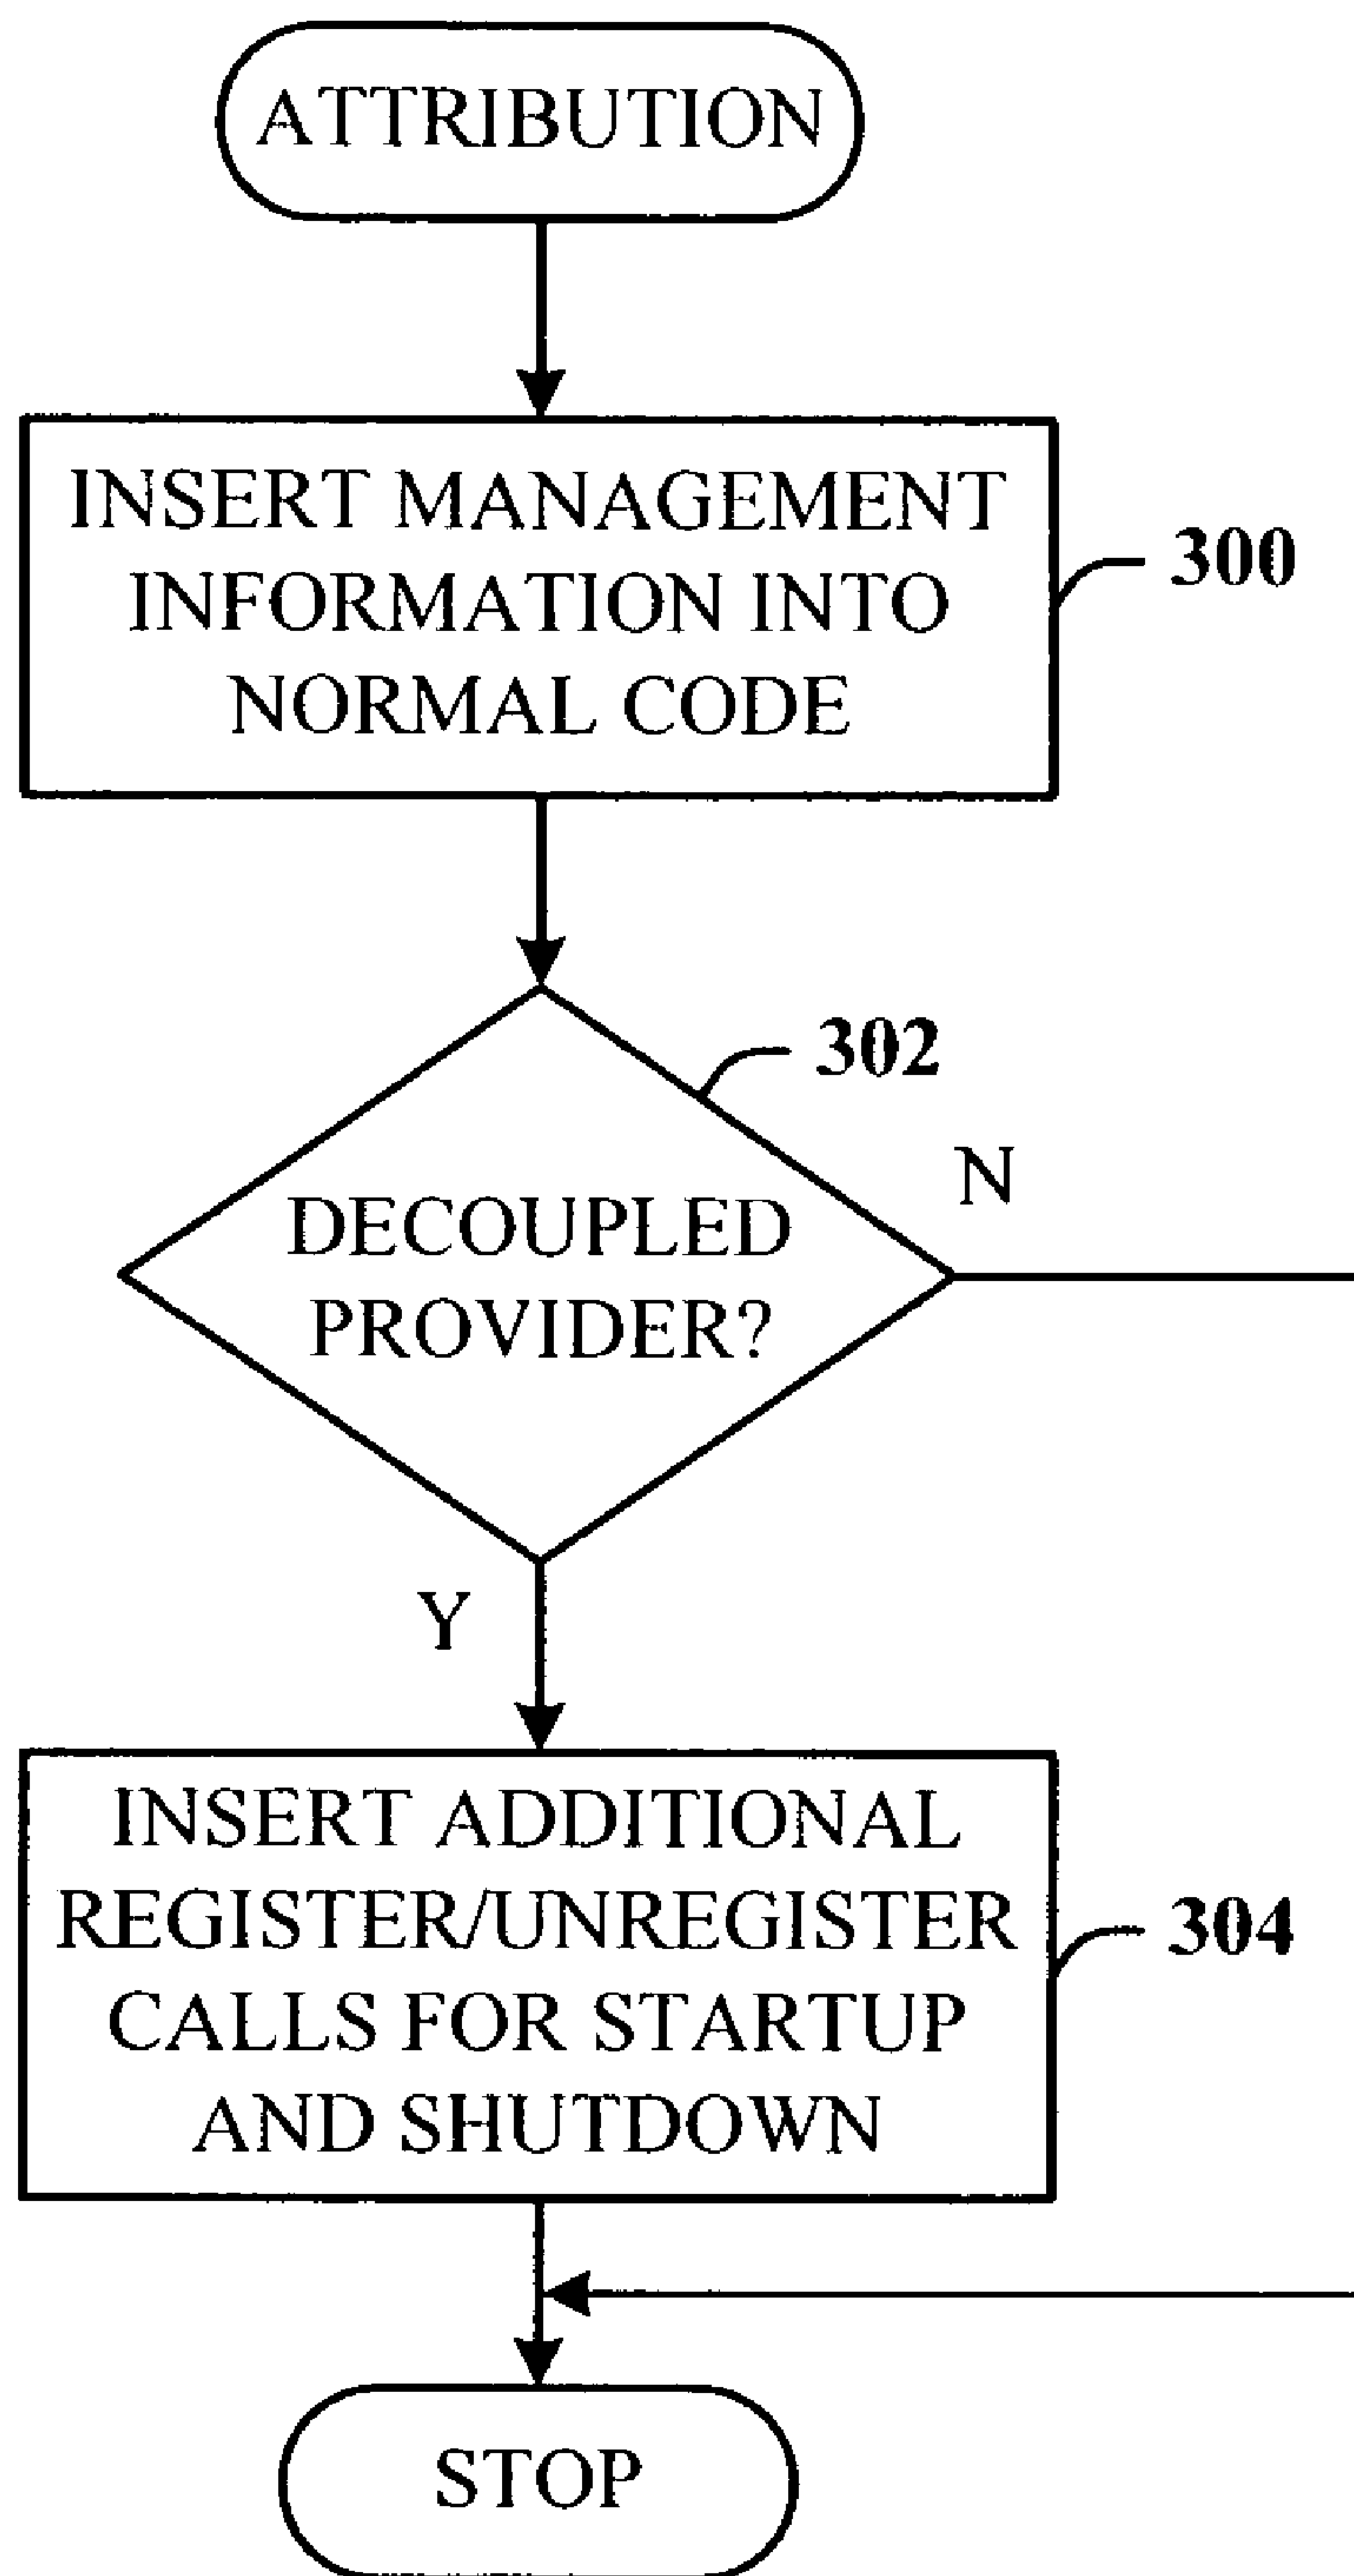 ATTRIBUTION
INSERT MANAGEMENT
INFORMATION INTO
NORMAL CODE
300
302
N
DECOUPLED
PROVIDER?
Y
INSERT ADDITIONAL
REGISTER/UNREGISTER
CALLS FOR STARTUP
AND SHUTDOWN
304
STOP